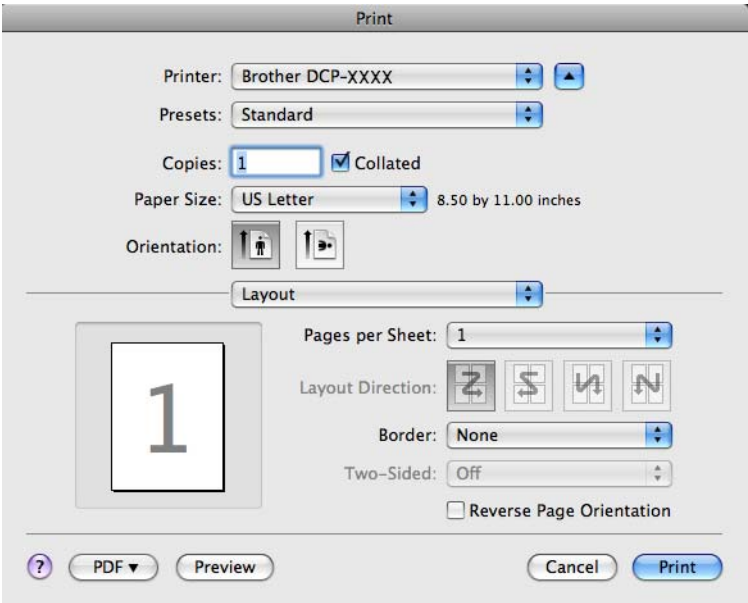 Print
Printer: Brother DCP-XXXX
Presets: Standard
Copies: 1 Collated
Paper Size: US Letter 8.50 by 11.00 inches
Orientation:
Layout
Pages per Sheet: 1
1
Layout Direction:
Border: None
Two-Sided: Off
Reverse Page Orientation
? PDF▼ Preview Cancel Print